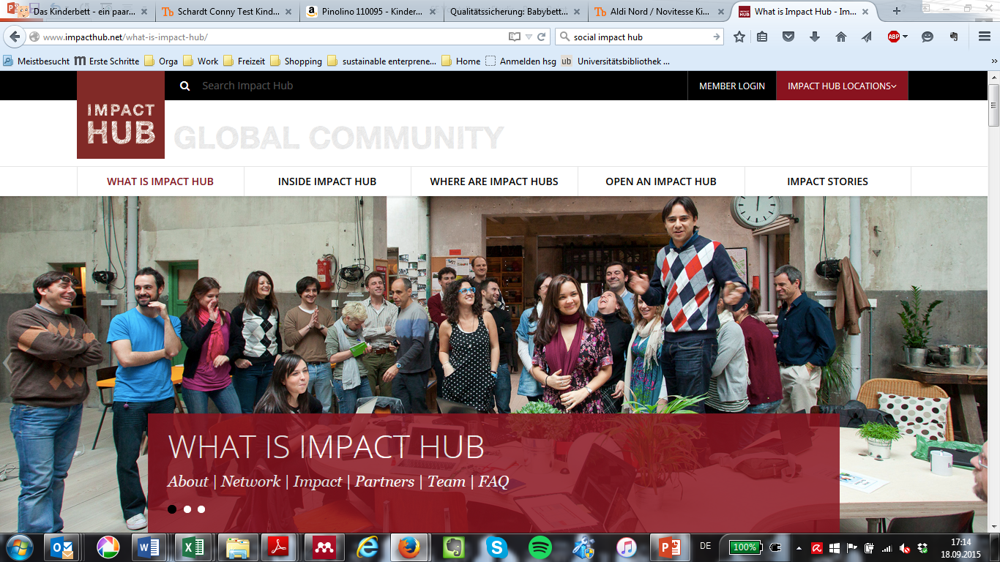 Das Kinderbett - ein paar...
Schardt Conny Test Kind...
Pinolino 110095 - Kinder...
Qualitätssicherung: Babybett...
Aldi Nord / Novitesse Ki...
What is Impact Hub - Im...
www.impacthub.net/what-is-impact-hub/
social impact hub
ABP
Meistbesucht
Erste Schritte
Orga
Work
Freizeit
Shopping
sustainable enterprene...
Home
Anmelden hsg
ub
Universitätsbibliothek ...
Search Impact Hub
MEMBER LOGIN
IMPACT HUB LOCATIONS
IMPACT
HUB
GLOBAL COMMUNITY
WHAT IS IMPACT HUB
INSIDE IMPACT HUB
WHERE ARE IMPACT HUBS
OPEN AN IMPACT HUB
IMPACT STORIES
WHAT IS IMPACT HUB
About | Network | Impact | Partners | Team | FAQ
DE
100%
17:14
18.09.2015